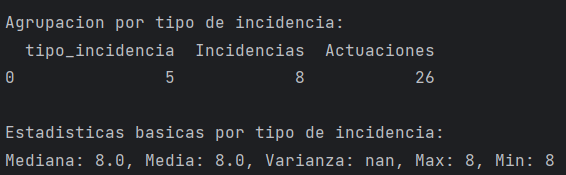 Agrupacion por tipo de incidencia:
tipo_incidencia Incidencias Actuaciones
0 5 8 26
Estadisticas basicas por tipo de incidencia:
Mediana: 8.0, Media: 8.0, Varianza: nan, Max: 8, Min: 8